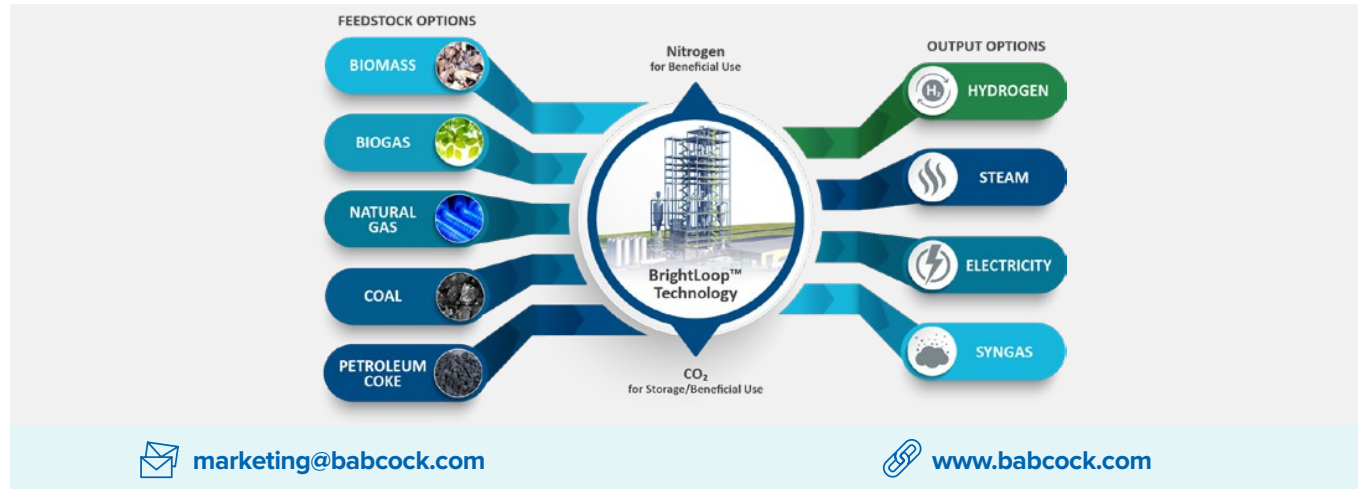 FEEDSTOCK OPTIONS
BIOMASS
BIOGAS
NATURAL
GAS
COAL
PETROLEUM
COKE
Nitrogen
for Beneficial Use
BrightLoop™
Technology
CO₂
for Storage/Beneficial Use
OUTPUT OPTIONS
H₂
HYDROGEN
STEAM
ELECTRICITY
SYNGAS
marketing@babcock.com
www.babcock.com